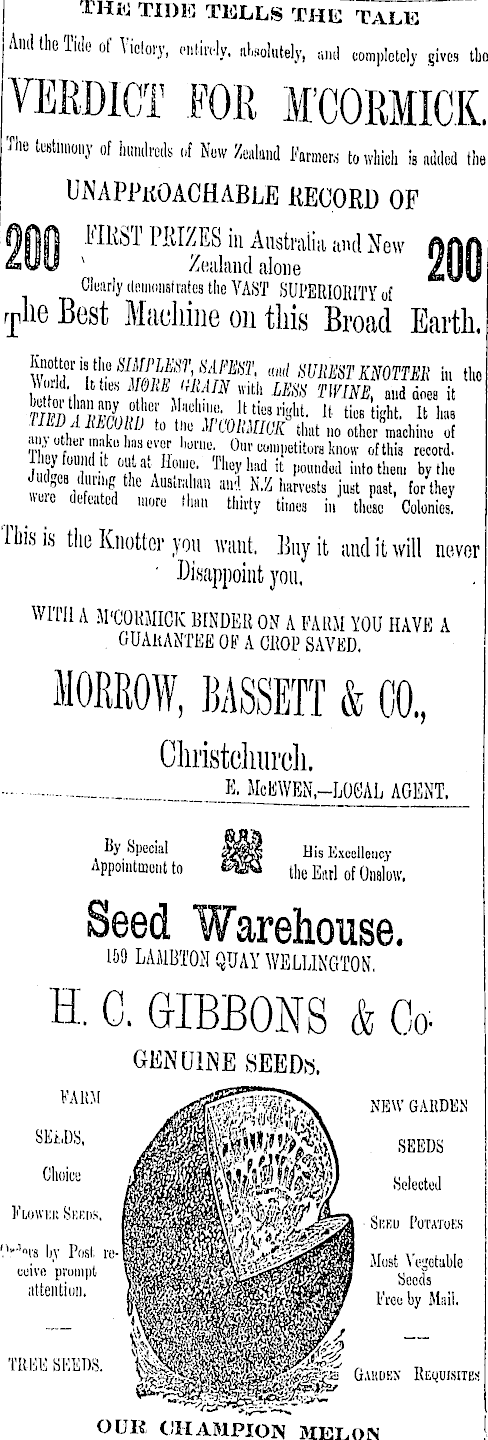 THE TIDE TELLS THE TALE
And the Tide of Victory, entirely, absolutely, and completely gives the
VERDICT FOR M'CORMICK.
The testimony of hundreds of New Zealand Farmers to which is added the
UNAPPROACHABLE RECORD OF
200 FIRST PRIZES in Australia and New 200
Zealand alone
Clearly demonstrates the VAST SUPERIORITY of
The Best Machine on this Broad Earth.
Knotter is the SIMPLEST, SAFEST, and SUREST KNOTTER in the
World. It ties MORE GRAIN with LESS TWINE, and does it
better than any other Machine. It ties right. It ties tight. It has
TIED A RECORD to the M'CORMICK that no other machine of
any other make has ever borne. Our competitors know of this record.
They found it out at Home. They had it pounded into them by the
Judges during the Australian and N.Z harvests just past, for they
were defeated more than thirty times in these Colonies.
This is the Knotter you want. Buy it and it will never
Disappoint you.
WITH A M'CORMICK BINDER ON A FARM YOU HAVE A
GUARANTEE OF A CROP SAVED.
MORROW, BASSETT & CO.,
Christchurch.
E. McEWEN,—LOCAL AGENT.
By Special
Appointment to
His Excellency
the Earl of Onslow.
Seed Warehouse.
159 LAMBTON QUAY WELLINGTON.
H. C. GIBBONS & Co.
GENUINE SEEDS.
FARM
SEEDS,
Choice
FLOWER SEEDS.
Orders by Post re-
ceive prompt
attention.
TREE SEEDS.
NEW GARDEN
SEEDS
Selected
SEED POTATOES
Most Vegetable
Seeds
Free by Mail.
GARDEN REQUISITES
OUR CHAMPION MELON